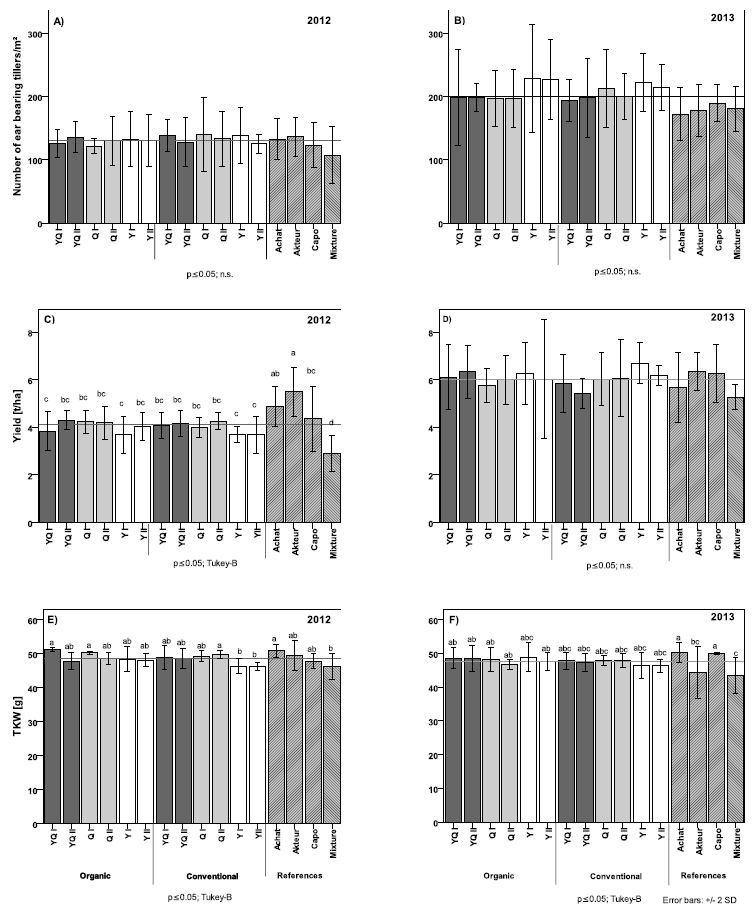 A) 2012
Number of ear bearing tillers/m²
300
200
100
0
YQ I YQ II Q I Q II Y I Y II YQ I YQ II Q I Q II Y I Y II Achat Akteur Capo Mixture
p≤0.05; n.s.
B) 2013
300
200
100
0
YQ I YQ II Q I Q II Y I Y II YQ I YQ II Q I Q II Y I Y II Achat Akteur Capo Mixture
p≤0.05; n.s.
C) 2012
Yield [t/ha]
8
6
4
2
0
c bc bc bc c bc bc bc bc bc c c ab a bc d
YQ I YQ II Q I Q II Y I Y II YQ I YQ II Q I Q II Y I Y II Achat Akteur Capo Mixture
p≤0.05; Tukey-B
D) 2013
8
6
4
2
0
YQ I YQ II Q I Q II Y I Y II YQ I YQ II Q I Q II Y I Y II Achat Akteur Capo Mixture
p≤0.05; n.s.
E) 2012
TKW [g]
60
50
40
30
20
10
0
a ab a ab ab ab ab ab ab a b b a ab ab b
YQ I YQ II Q I Q II Y I Y II YQ I YQ II Q I Q II Y I Y II Achat Akteur Capo Mixture
Organic Conventional References
p≤0.05; Tukey-B
F) 2013
60
50
40
30
20
10
0
ab ab ab ab abc ab abc abc abc abc abc abc a bc a c
YQ I YQ II Q I Q II Y I Y II YQ I YQ II Q I Q II Y I Y II Achat Akteur Capo Mixture
Organic Conventional References
p≤0.05; Tukey-B Error bars: +/- 2 SD